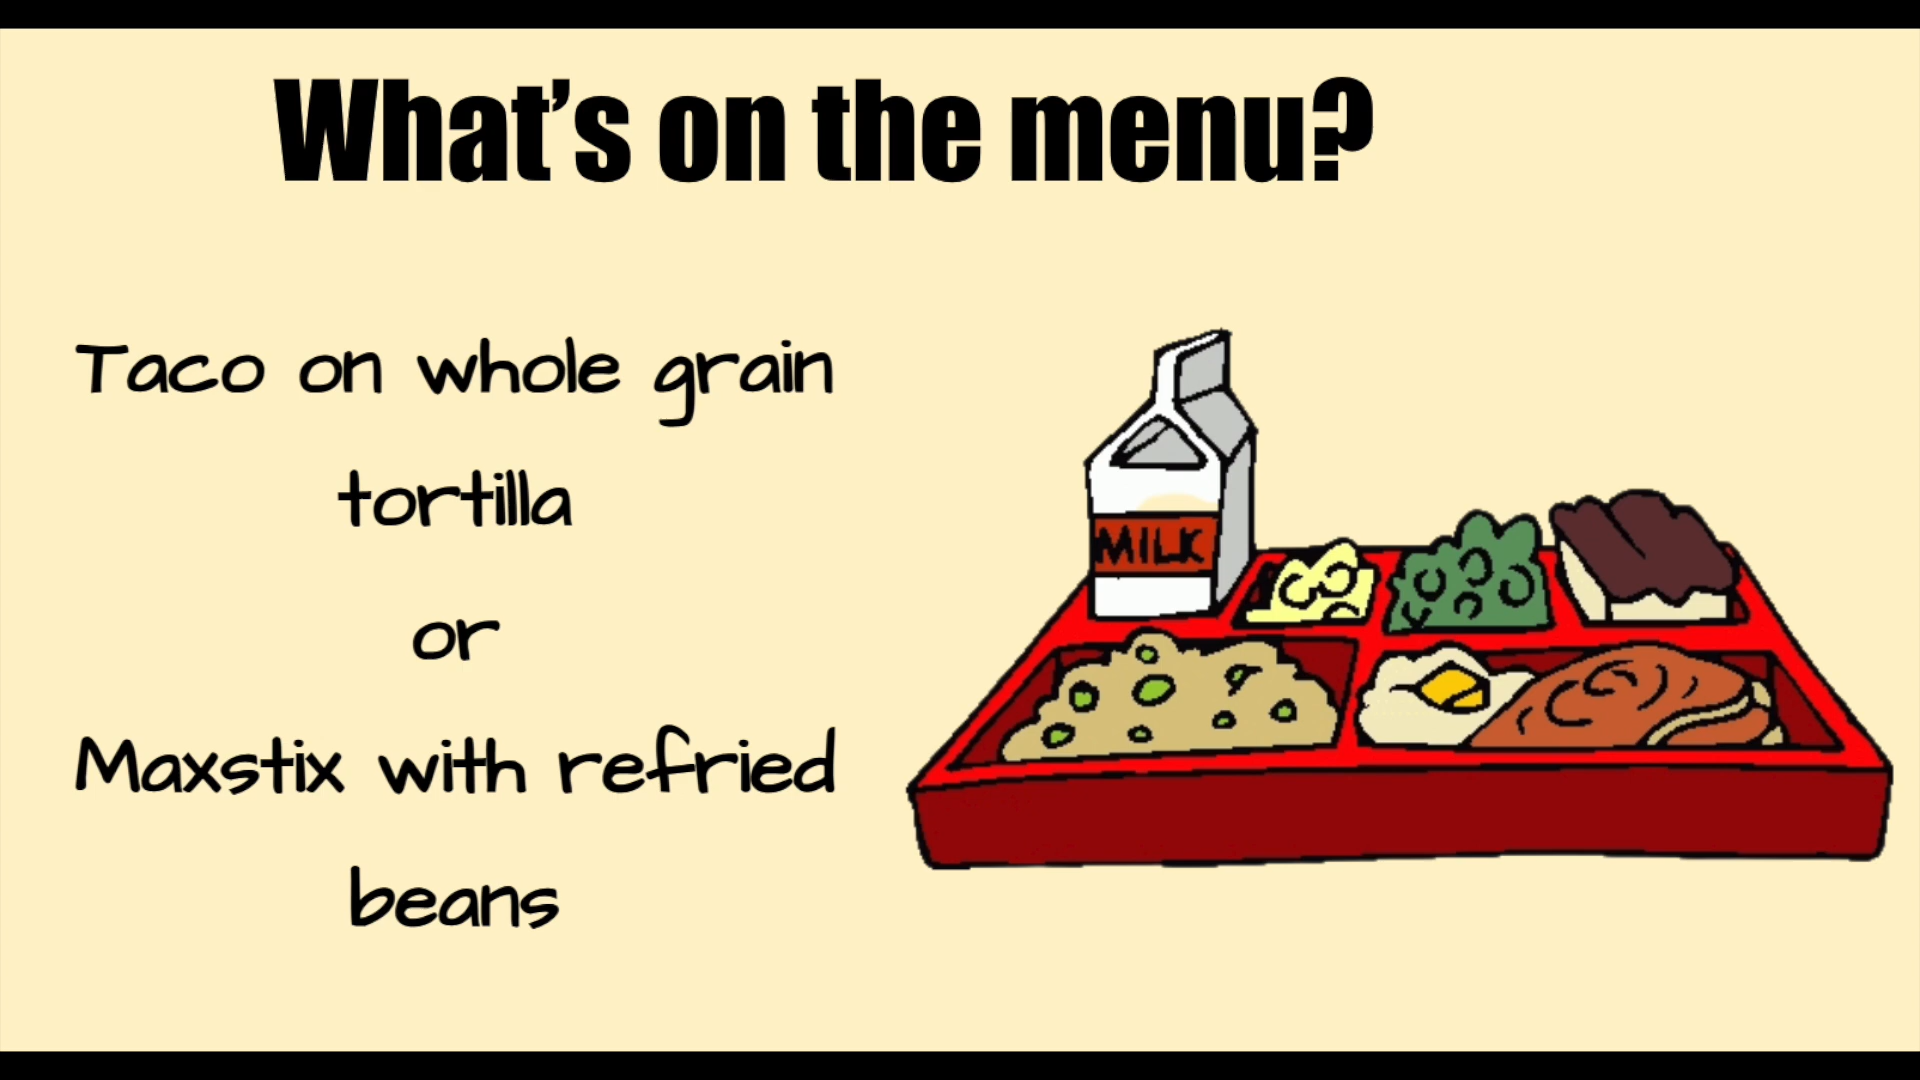 What's on the menu?
Taco on whole grain
tortilla
or
Maxstix with refried
beans
MILK